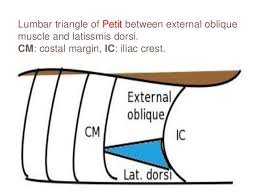 Lumbar triangle of Petit between external oblique
muscle and latissmis dorsi.
CM: costal margin, IC: iliac crest.
External
oblique
CM
IC
Lat. dorsi